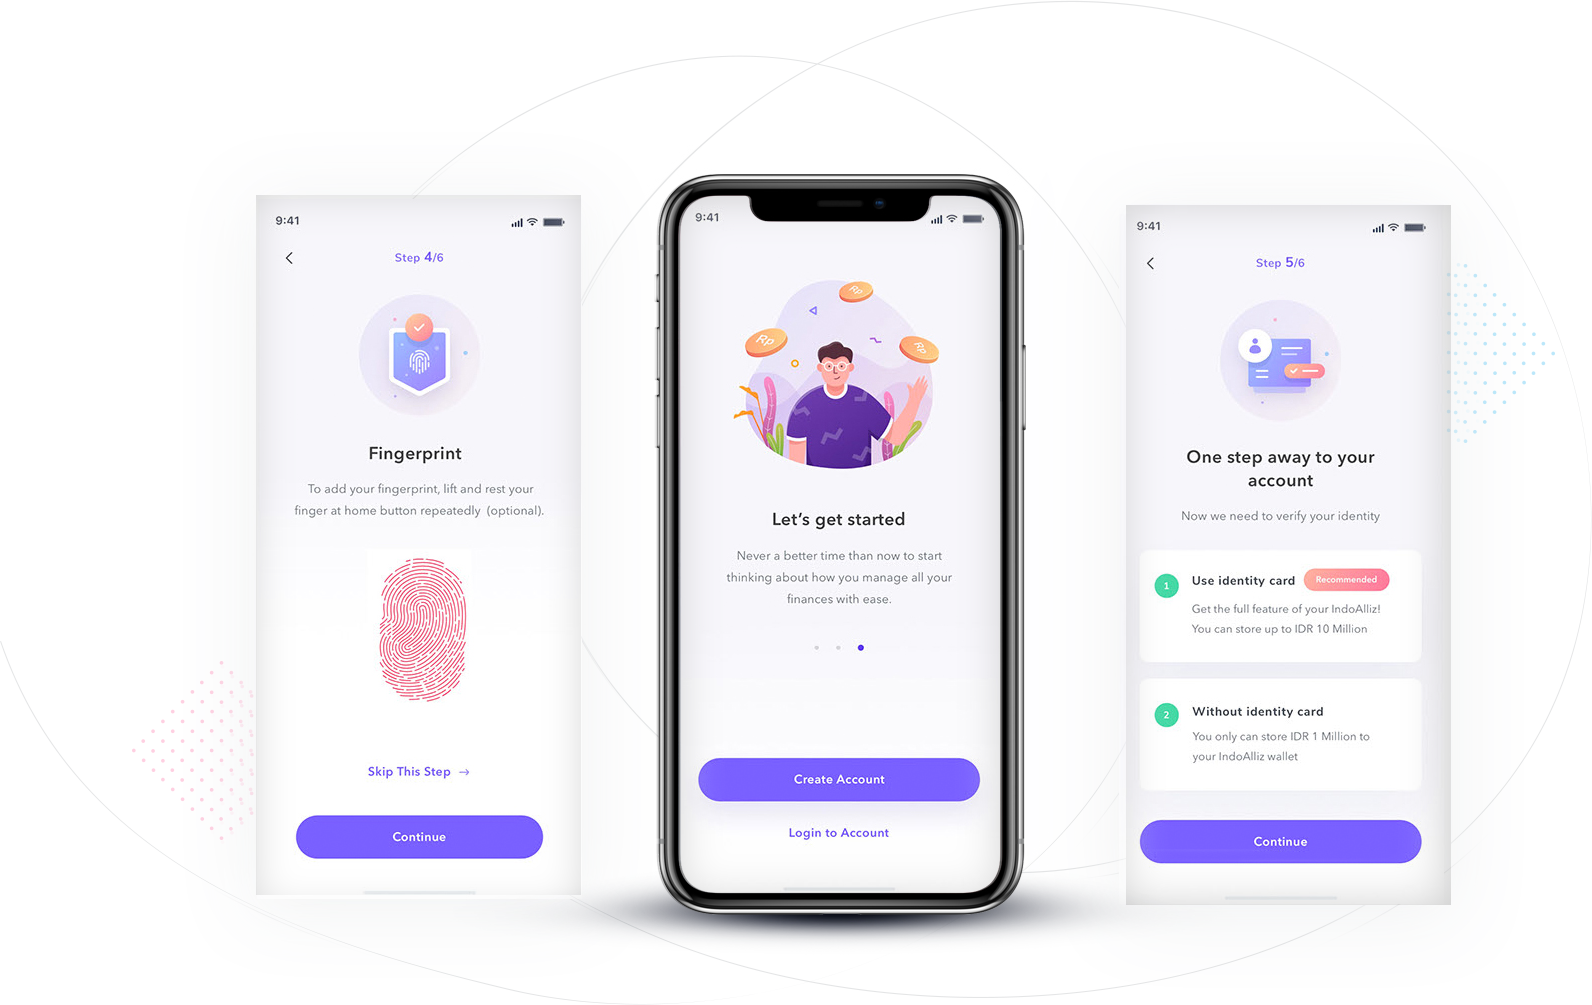 9:41
Step 4/6
Fingerprint
To add your fingerprint, lift and rest your
finger at home button repeatedly (optional).
Skip This Step →
Continue
9:41
Rp
Rp
Rp
Let's get started
Never a better time than now to start
thinking about how you manage all your
finances with ease.
Create Account
Login to Account
9:41
Step 5/6
One step away to your
account
Now we need to verify your identity
1
Use identity card
Recommended
Get the full feature of your IndoAlliz!
You can store up to IDR 10 Million
2
Without identity card
You only can store IDR 1 Million to
your IndoAlliz wallet
Continue